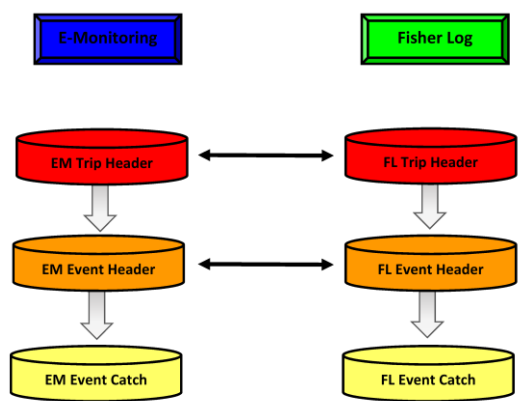 E-Monitoring
Fisher Log
EM Trip Header
FL Trip Header
EM Event Header
FL Event Header
EM Event Catch
FL Event Catch